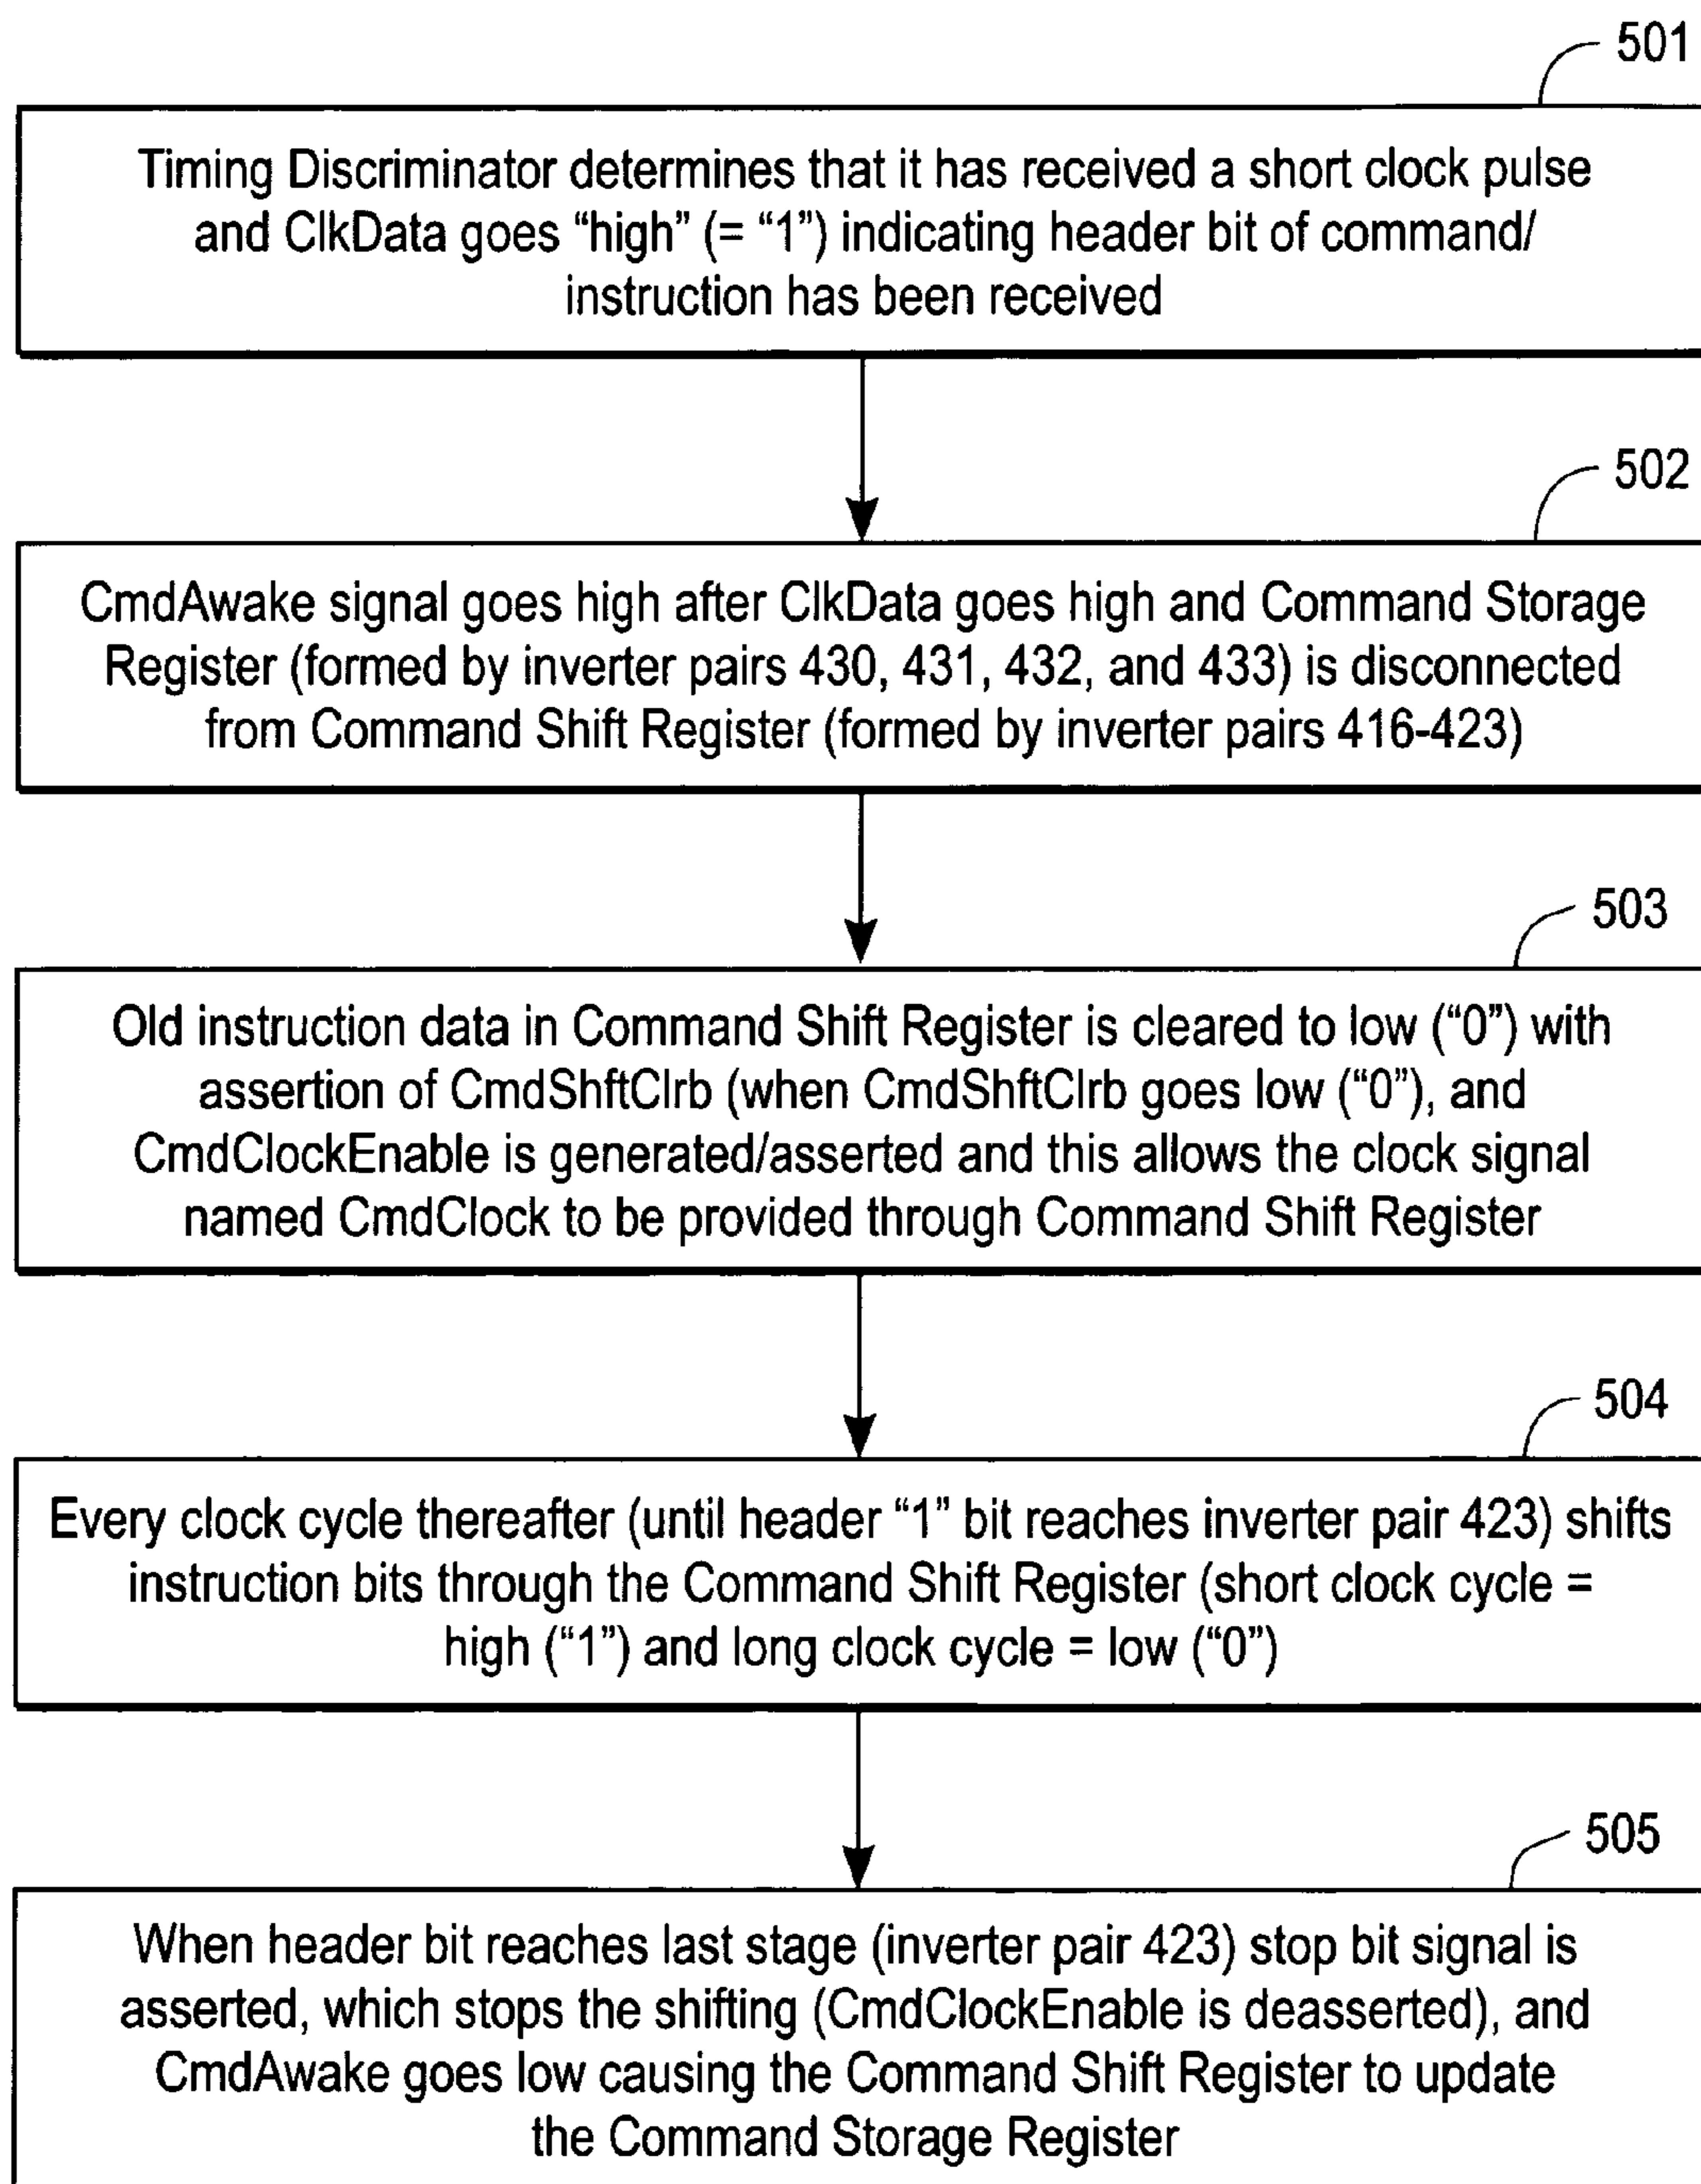 501
Timing Discriminator determines that it has received a short clock pulse
and ClkData goes “high” (= “1”) indicating header bit of command/
instruction has been received
502
CmdAwake signal goes high after ClkData goes high and Command Storage
Register (formed by inverter pairs 430, 431, 432, and 433) is disconnected
from Command Shift Register (formed by inverter pairs 416-423)
503
Old instruction data in Command Shift Register is cleared to low (“0”) with
assertion of CmdShftClrb (when CmdShftClrb goes low (“0”), and
CmdClockEnable is generated/asserted and this allows the clock signal
named CmdClock to be provided through Command Shift Register
504
Every clock cycle thereafter (until header “1” bit reaches inverter pair 423) shifts
instruction bits through the Command Shift Register (short clock cycle =
high (“1”) and long clock cycle = low (“0”)
505
When header bit reaches last stage (inverter pair 423) stop bit signal is
asserted, which stops the shifting (CmdClockEnable is deasserted), and
CmdAwake goes low causing the Command Shift Register to update
the Command Storage Register